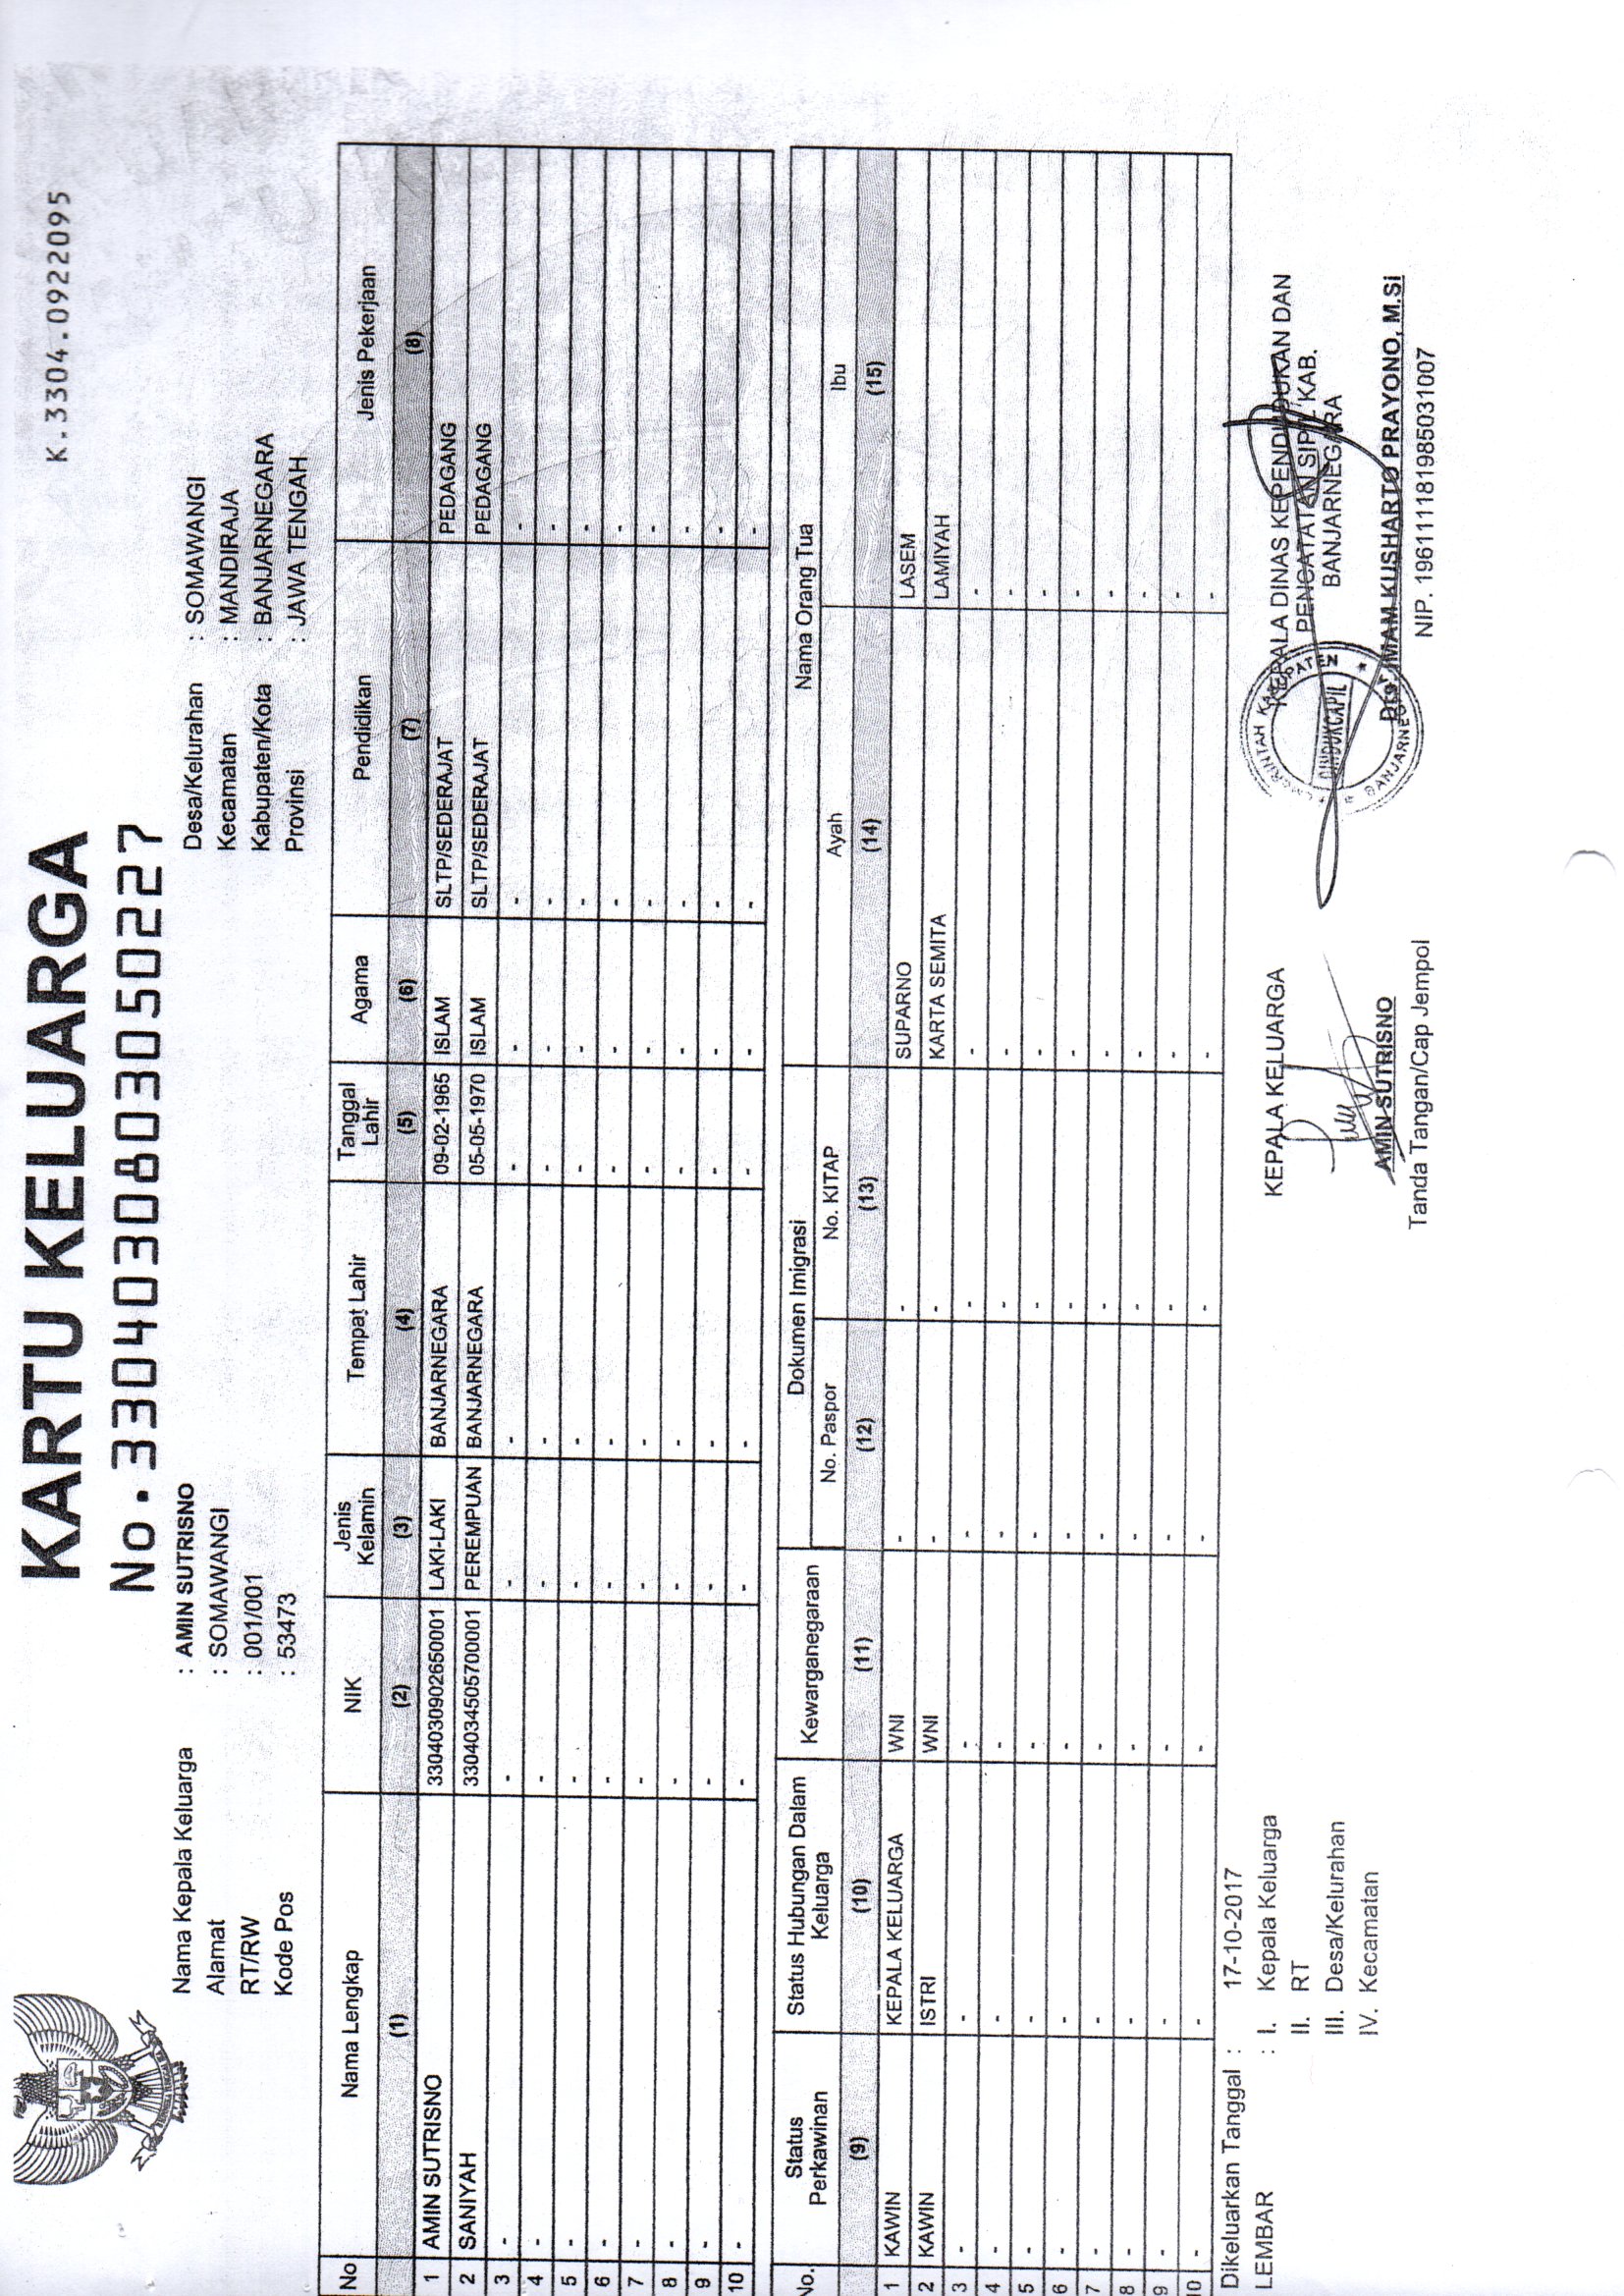 KARTU KELUARGA
K.3304.0922095
No.3304030803050227
Nama Kepala Keluarga : AMIN SUTRISNO
Alamat : SOMAWANGI
RT/RW : 001/001
Kode Pos : 53473
Desa/Kelurahan : SOMAWANGI
Kecamatan : MANDIRAJA
Kabupaten/Kota : BANJARNEGARA
Provinsi : JAWA TENGAH
No Nama Lengkap NIK Jenis Kelamin Tempat Lahir Tanggal Lahir Agama Pendidikan Jenis Pekerjaan
(1) (2) (3) (4) (5) (6) (7) (8)
1 AMIN SUTRISNO 3304030902650001 LAKI-LAKI BANJARNEGARA 09-02-1965 ISLAM SLTP/SEDERAJAT PEDAGANG
2 SANIYAH 3304034505700001 PEREMPUAN BANJARNEGARA 05-05-1970 ISLAM SLTP/SEDERAJAT PEDAGANG
3 - - - - - - - -
4 - - - - - - - -
5 - - - - - - - -
6 - - - - - - - -
7 - - - - - - - -
8 - - - - - - - -
9 - - - - - - - -
10 - - - - - - - -
No. Status Perkawinan Status Hubungan Dalam Keluarga Kewarganegaraan Dokumen Imigrasi Nama Orang Tua
No. Paspor No. KITAP Ayah Ibu
(9) (10) (11) (12) (13) (14) (15)
1 KAWIN KEPALA KELUARGA WNI - - SUPARNO LASEM
2 KAWIN ISTRI WNI - - KARTA SEMITA LAMIYAH
3 - - - - - - -
4 - - - - - - -
5 - - - - - - -
6 - - - - - - -
7 - - - - - - -
8 - - - - - - -
9 - - - - - - -
10 - - - - - - -
Dikeluarkan Tanggal : 17-10-2017
LEMBAR : I. Kepala Keluarga
II. RT
III. Desa/Kelurahan
IV. Kecamatan
KEPALA KELUARGA
AMIN SUTRISNO
Tanda Tangan/Cap Jempol
KEPALA DINAS KEPENDUDUKAN DAN
PENCATATAN SIPIL KAB.
BANJARNEGARA
Drs. IMAM KUSHARTO PRAYONO, M.Si
NIP. 196111181985031007
PEMERINTAH KABUPATEN
DINDUKCAPIL
BANJARNEGARA